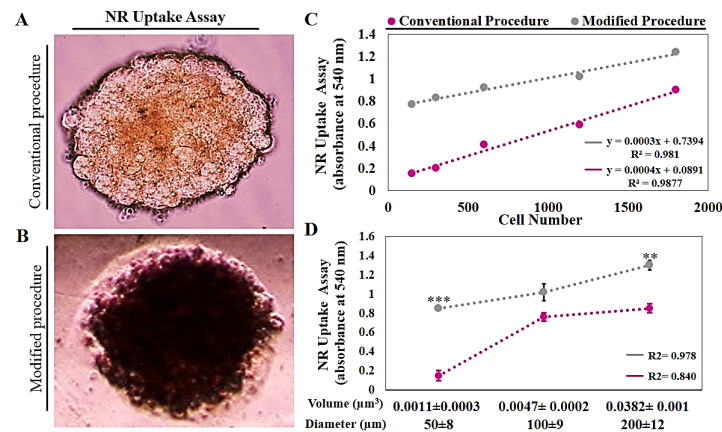 A
NR Uptake Assay
Conventional procedure
B
Modified procedure
C
Conventional Procedure
Modified Procedure
NR Uptake Assay
(absorbance at 540 nm)
1.4
1.2
1
0.8
0.6
0.4
0.2
0
y = 0.0003x + 0.7394
R² = 0.981
y = 0.0004x + 0.0891
R² = 0.9877
0
500
1000
1500
2000
Cell Number
D
NR Uptake Assay
(absorbance at 540 nm)
1.6
1.4
1.2
1
0.8
0.6
0.4
0.2
0
***
**
R2= 0.978
R2= 0.840
Volume (µm³) 0.0011±0.0003 0.0047± 0.0002 0.0382± 0.001
Diameter (µm) 50±8 100±9 200±12